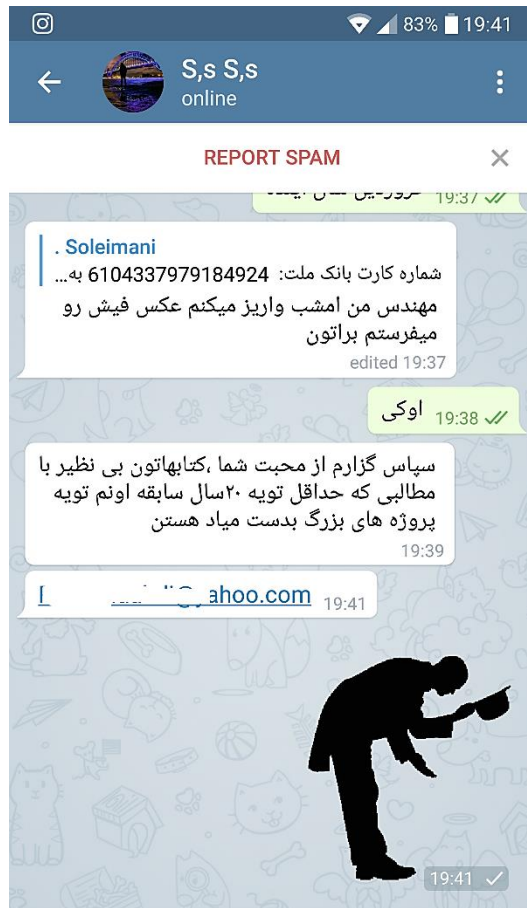 83% 19:41
S,s S,s
online
REPORT SPAM
19:37
. Soleimani
شماره کارت بانک ملت: 6104337979184924 به...
مهندس من امشب واریز میکنم عکس فیش رو
میفرستم براتون
edited 19:37
اوکی 19:38
سپاس گزارم از محبت شما ،کتابهاتون بی نظیر با
مطالبی که حداقل تویه ۲۰سال سابقه اونم تویه
پروژه های بزرگ بدست میاد هستن
19:39
ahoo.com 19:41
19:41